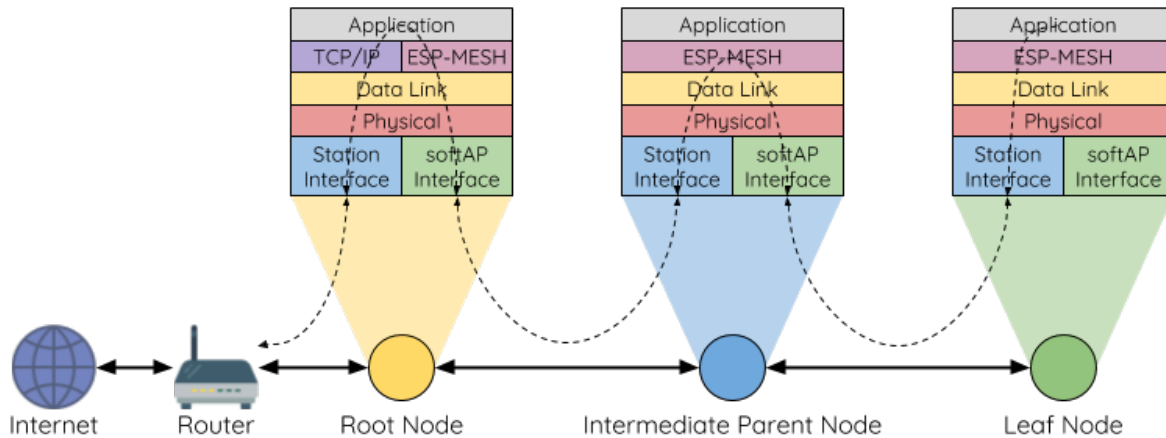 Application
TCP/IP
ESP-MESH
Data Link
Physical
Station
Interface
softAP
Interface
Application
ESP-MESH
Data Link
Physical
Station
Interface
softAP
Interface
Application
ESP-MESH
Data Link
Physical
Station
Interface
softAP
Interface
Internet
Router
Root Node
Intermediate Parent Node
Leaf Node